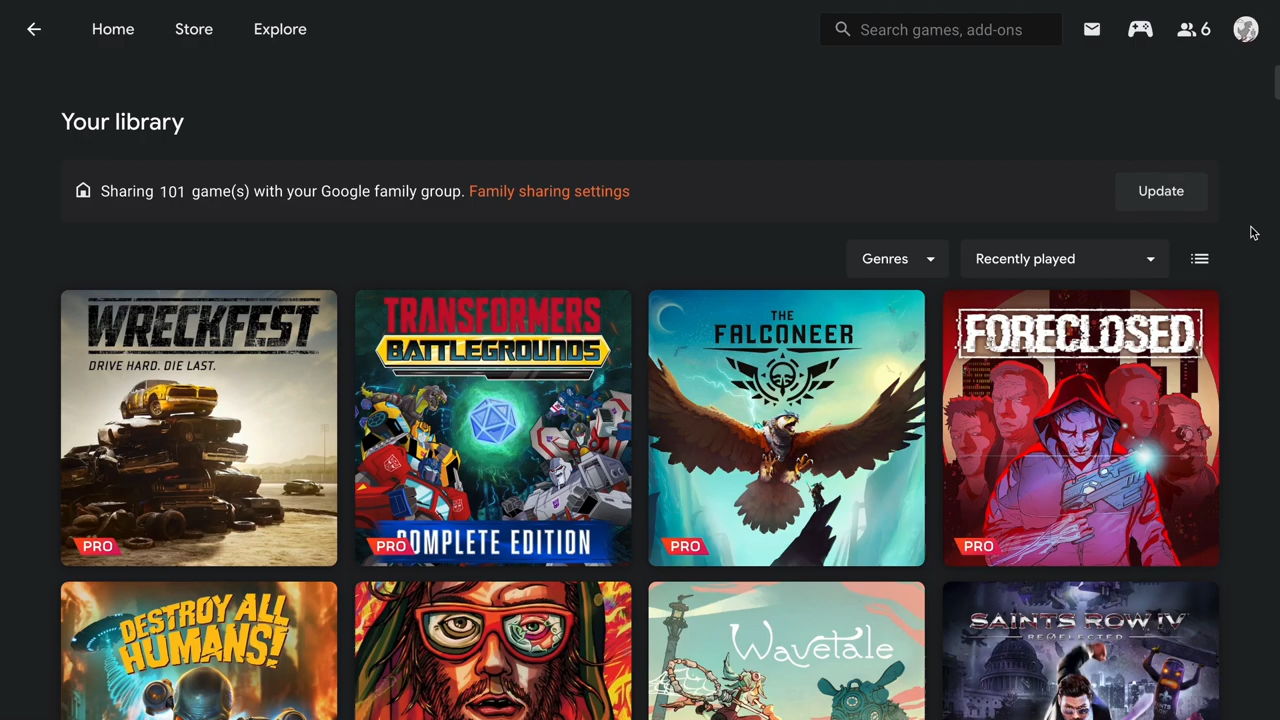 Home Store Explore Search games, add-ons 6
Your library
Sharing 101 game(s) with your Google family group. Family sharing settings Update
Genres Recently played
WRECKFEST
DRIVE HARD. DIE LAST.
PRO
TRANSFORMERS
BATTLEGROUNDS
COMPLETE EDITION
PRO
THE
FALCONEER
PRO
FORECLOSED
PRO
DESTROY ALL
HUMANS!
Wavetale
SAINTS ROW IV
RE-ELECTED